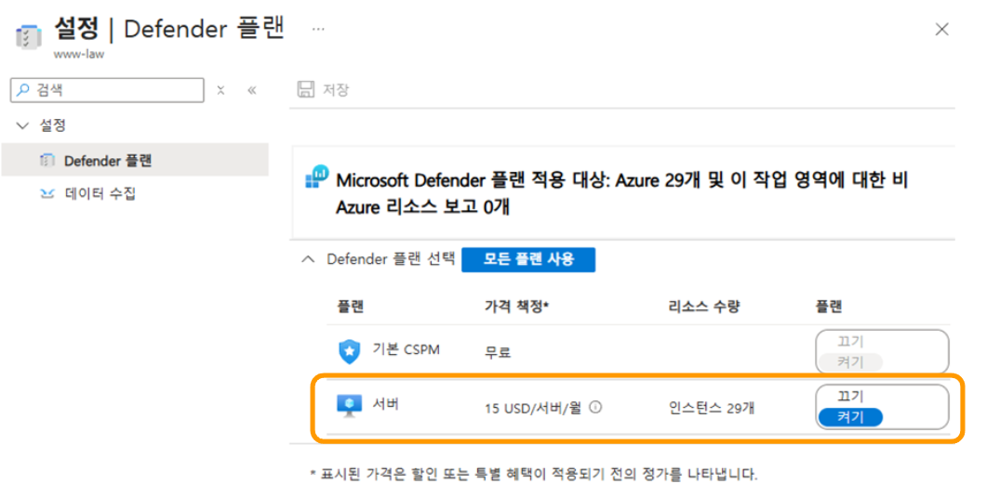 설정 | Defender 플랜 ...
www-law
검색
저장
설정
Defender 플랜
데이터 수집
Microsoft Defender 플랜 적용 대상: Azure 29개 및 이 작업 영역에 대한 비
Azure 리소스 보고 0개
Defender 플랜 선택 모든 플랜 사용
플랜 가격 책정* 리소스 수량 플랜
기본 CSPM 무료 끄기
켜기
서버 15 USD/서버/월 인스턴스 29개 끄기
켜기
* 표시된 가격은 할인 또는 특별 혜택이 적용되기 전의 정가를 나타냅니다.